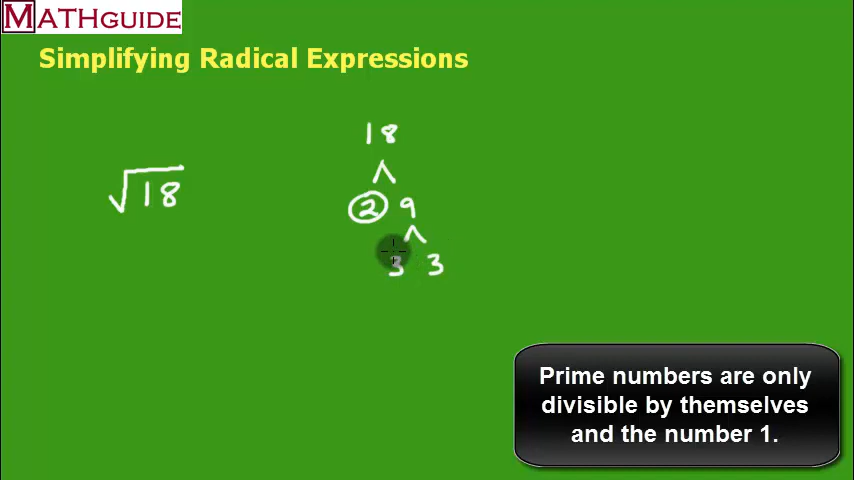 MATHGUIDE
Simplifying Radical Expressions
18
√18
2 9
3 3
Prime numbers are only
divisible by themselves
and the number 1.